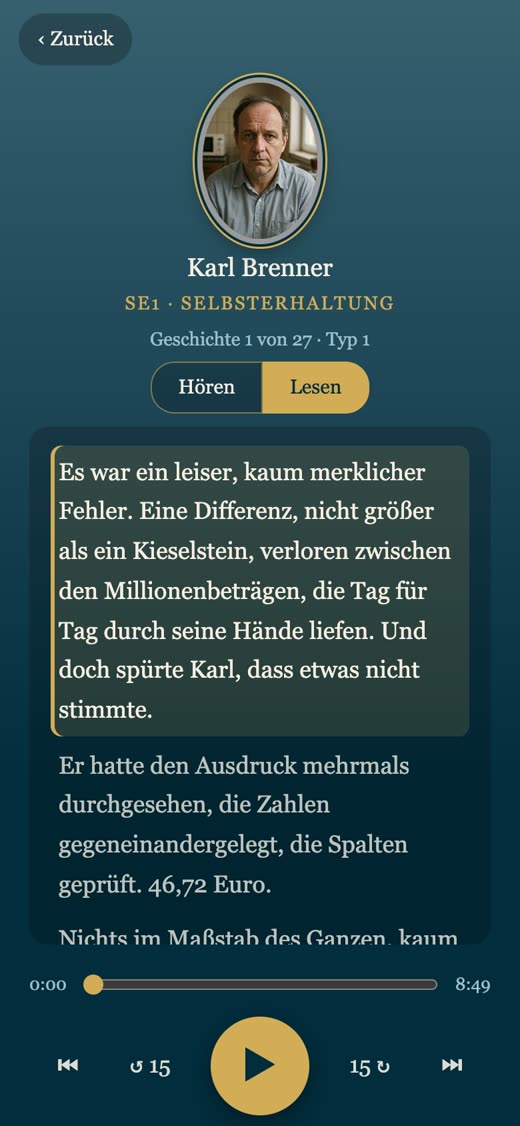 ‹ Zurück
Karl Brenner
SE1 · SELBSTERHALTUNG
Geschichte 1 von 27 · Typ 1
Hören
Lesen
Es war ein leiser, kaum merklicher
Fehler. Eine Differenz, nicht größer
als ein Kieselstein, verloren zwischen
den Millionenbeträgen, die Tag für
Tag durch seine Hände liefen. Und
doch spürte Karl, dass etwas nicht
stimmte.
Er hatte den Ausdruck mehrmals
durchgesehen, die Zahlen
gegeneinandergelegt, die Spalten
geprüft. 46,72 Euro.
Nichts im Maßstab des Ganzen, kaum
0:00
8:49
↺ 15
15 ↻